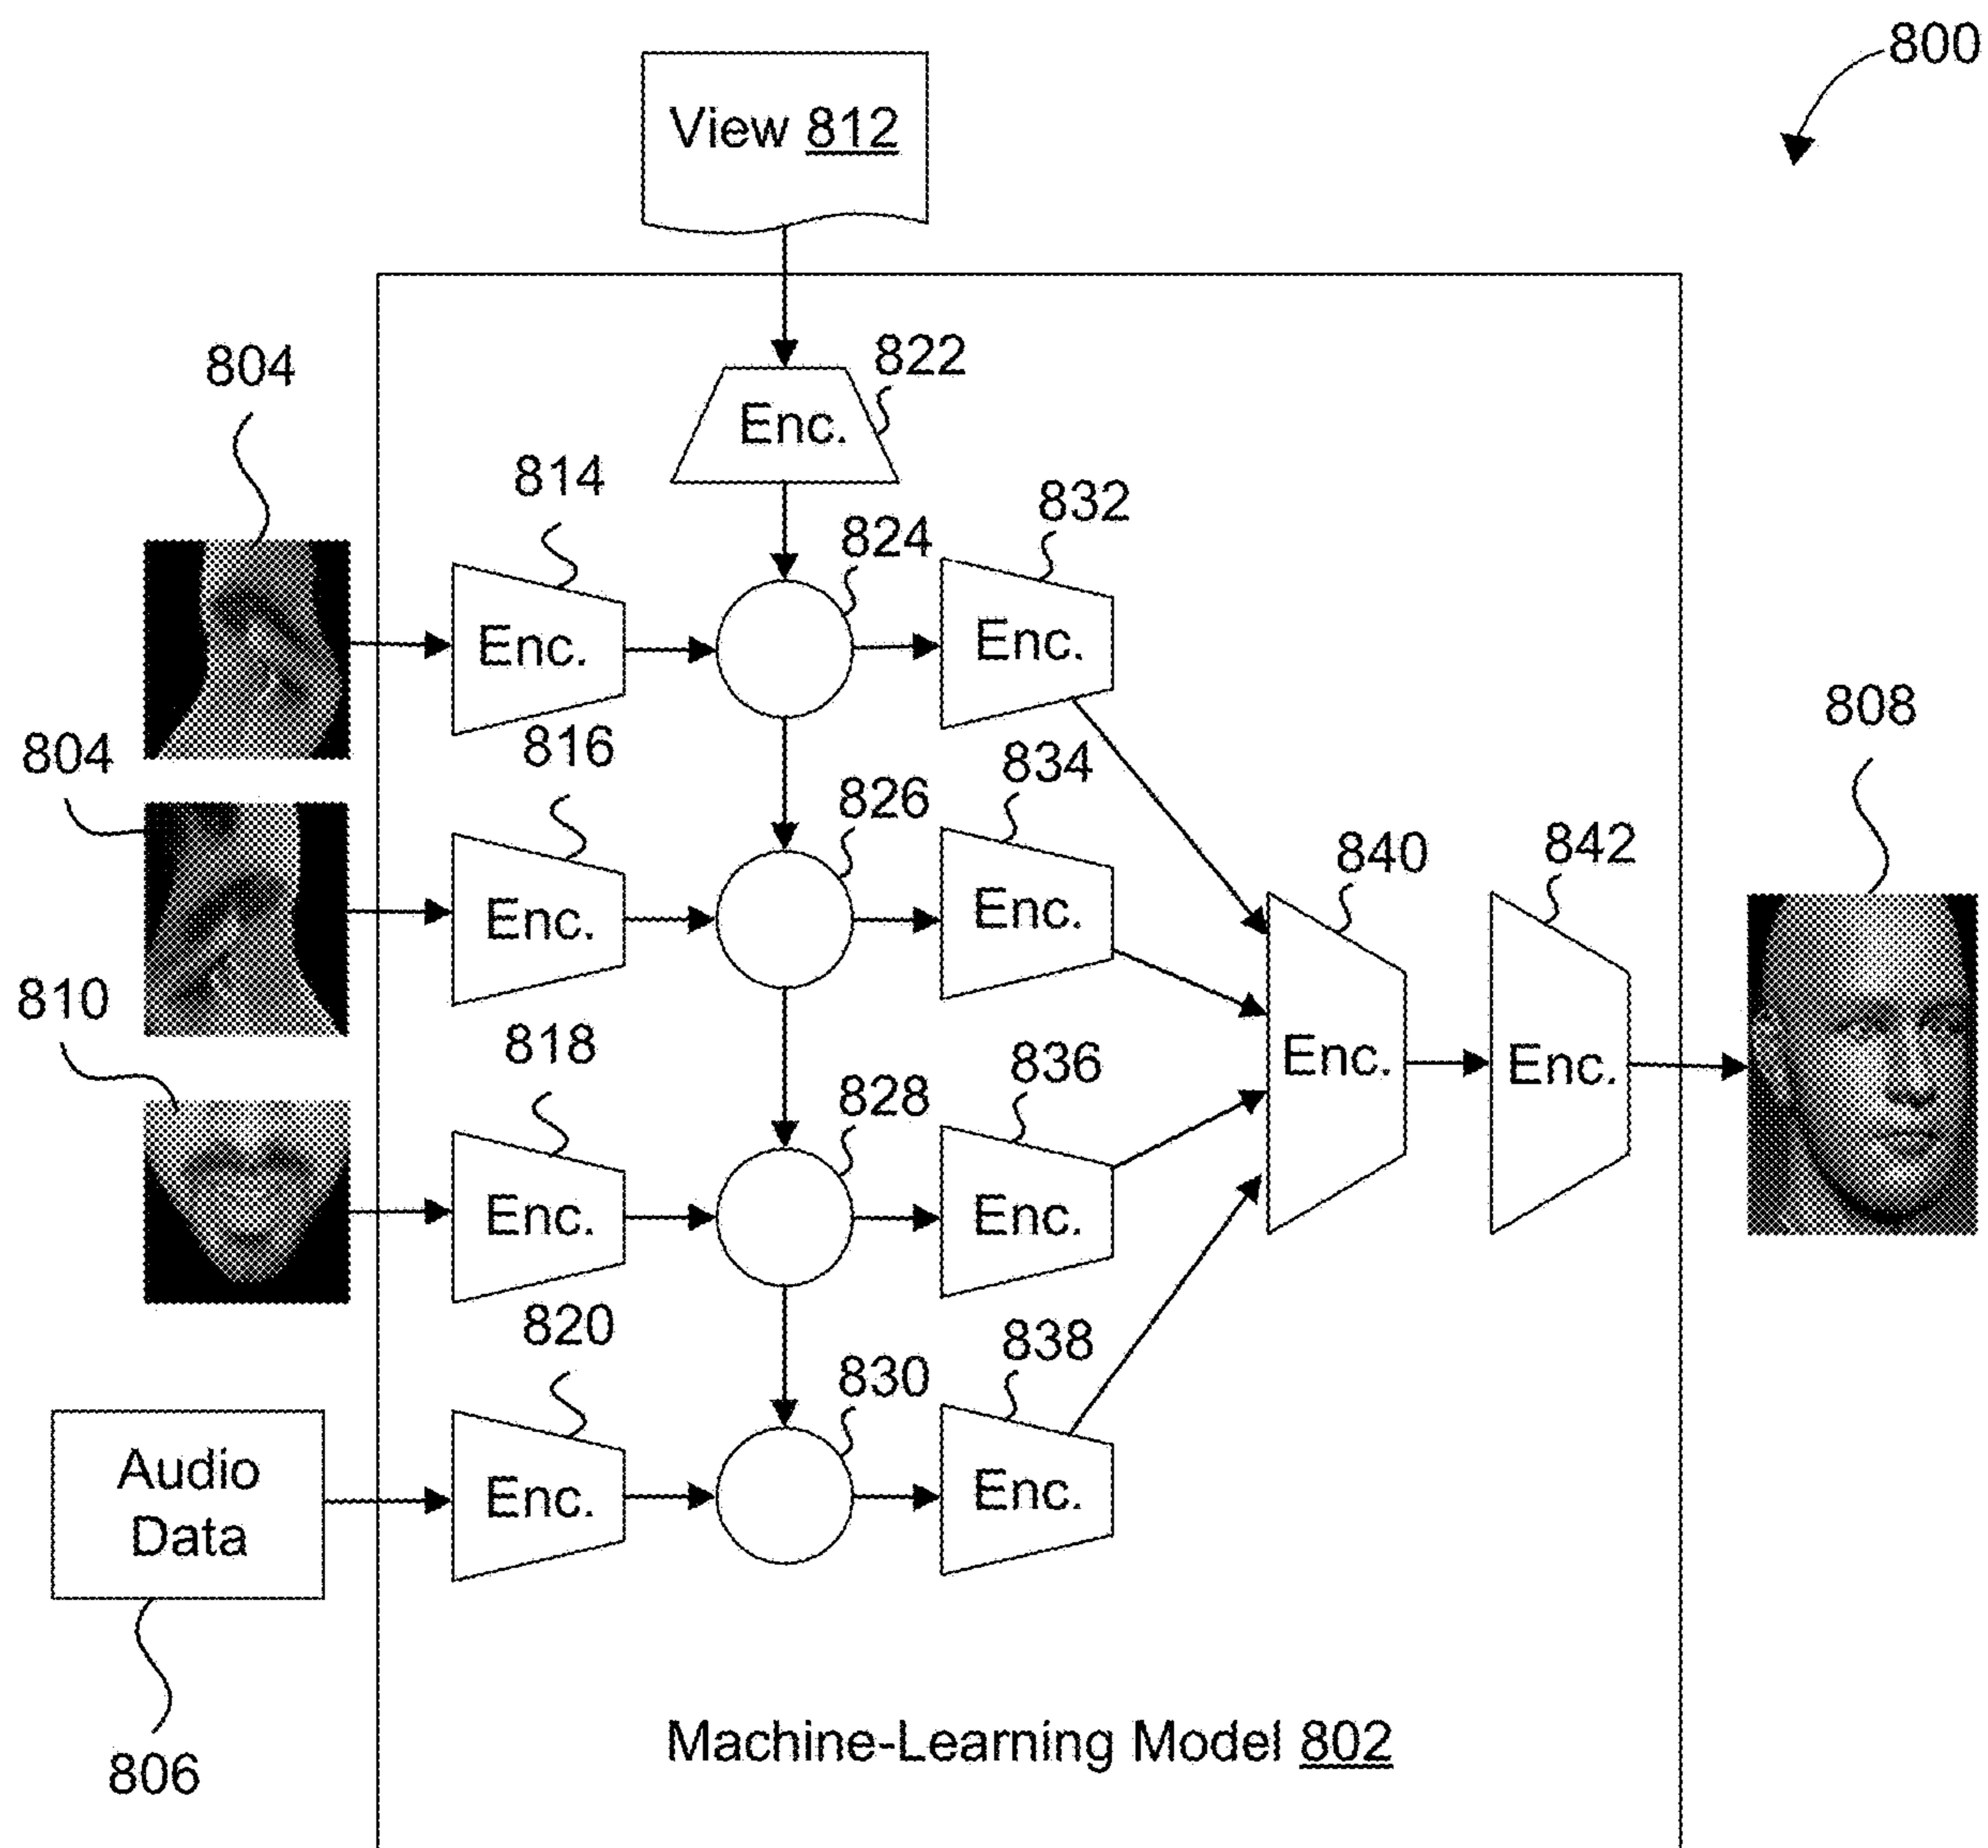 800
View 812
804
822
Enc.
814
832
824
Enc.
Enc.
804
816
834
808
826
840
842
Enc.
Enc.
810
818
836
Enc.
Enc.
828
Enc.
Enc.
820
838
830
Audio
Data
Enc.
Enc.
806
Machine-Learning Model 802